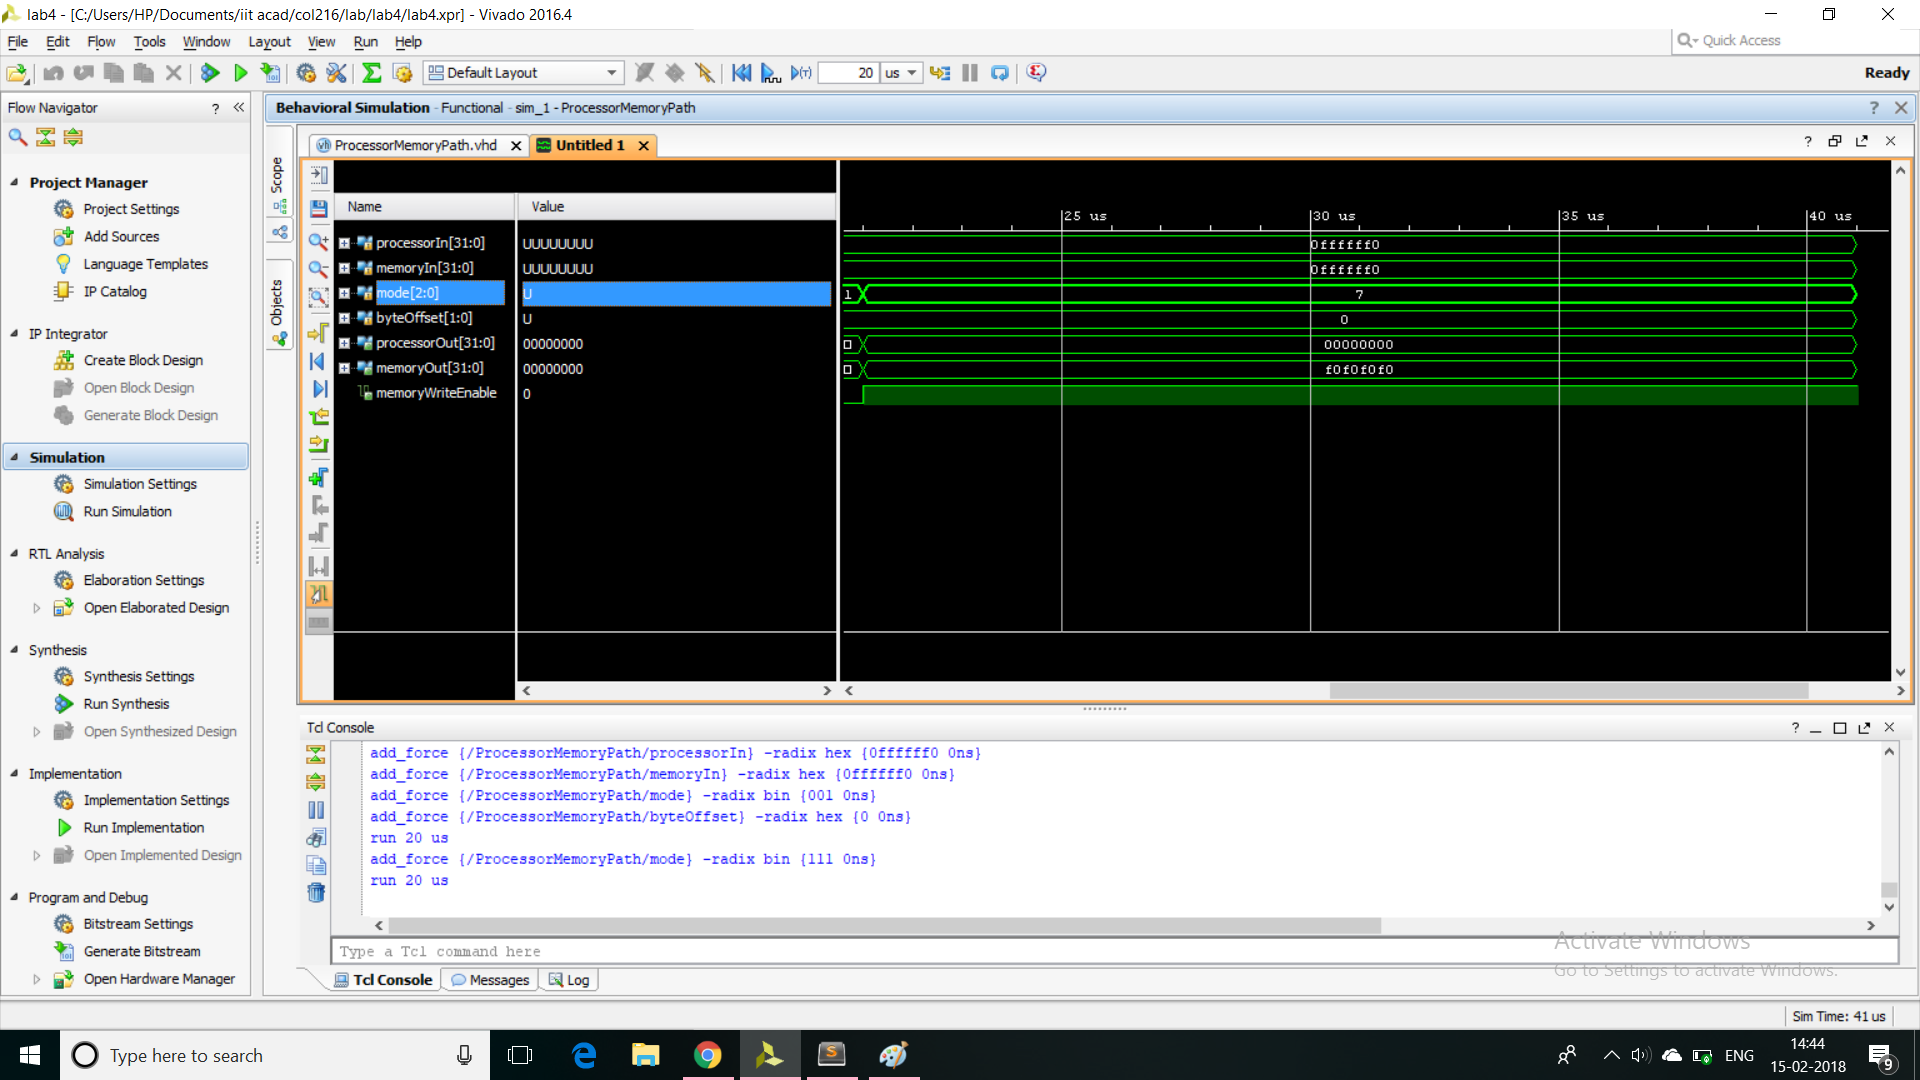 lab4 - [C:/Users/HP/Documents/iit acad/col216/lab/lab4/lab4.xpr] - Vivado 2016.4
File Edit Flow Tools Window Layout View Run Help
Quick Access
Default Layout
20 us
Ready
Flow Navigator
Behavioral Simulation - Functional - sim_1 - ProcessorMemoryPath
ProcessorMemoryPath.vhd
Untitled 1
Scope
Objects
Project Manager
Project Settings
Add Sources
Language Templates
IP Catalog
IP Integrator
Create Block Design
Open Block Design
Generate Block Design
Simulation
Simulation Settings
Run Simulation
RTL Analysis
Elaboration Settings
Open Elaborated Design
Synthesis
Synthesis Settings
Run Synthesis
Open Synthesized Design
Implementation
Implementation Settings
Run Implementation
Open Implemented Design
Program and Debug
Bitstream Settings
Generate Bitstream
Open Hardware Manager
Name Value
25 us 30 us 35 us 40 us
processorIn[31:0] UUUUUUUU 0ffffff0
memoryIn[31:0] UUUUUUUU 0ffffff0
mode[2:0] U 1 7
byteOffset[1:0] U 0
processorOut[31:0] 00000000 00000000
memoryOut[31:0] 00000000 f0f0f0f0
memoryWriteEnable 0
Tcl Console
add_force {/ProcessorMemoryPath/processorIn} -radix hex {0ffffff0 0ns}
add_force {/ProcessorMemoryPath/memoryIn} -radix hex {0ffffff0 0ns}
add_force {/ProcessorMemoryPath/mode} -radix bin {001 0ns}
add_force {/ProcessorMemoryPath/byteOffset} -radix hex {0 0ns}
run 20 us
add_force {/ProcessorMemoryPath/mode} -radix bin {111 0ns}
run 20 us
Type a Tcl command here
Tcl Console Messages Log
Activate Windows
Go to Settings to activate Windows.
Sim Time: 41 us
Type here to search
ENG
14:44
15-02-2018
9